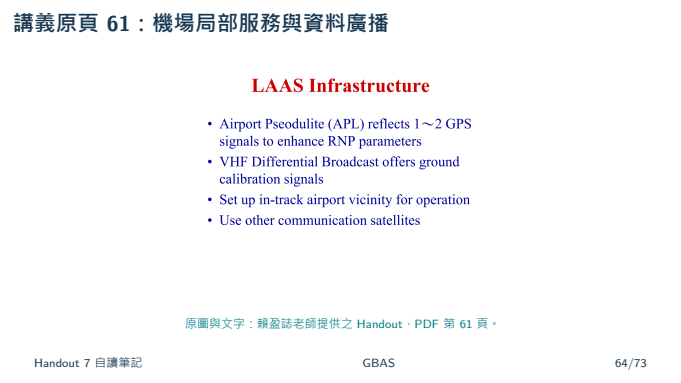 講義原頁 61：機場局部服務與資料廣播
LAAS Infrastructure
• Airport Pseodulite (APL) reflects 1～2 GPS
signals to enhance RNP parameters
• VHF Differential Broadcast offers ground
calibration signals
• Set up in-track airport vicinity for operation
• Use other communication satellites
原圖與文字：賴盈誌老師提供之 Handout，PDF 第 61 頁。
Handout 7 自讀筆記
GBAS
64/73